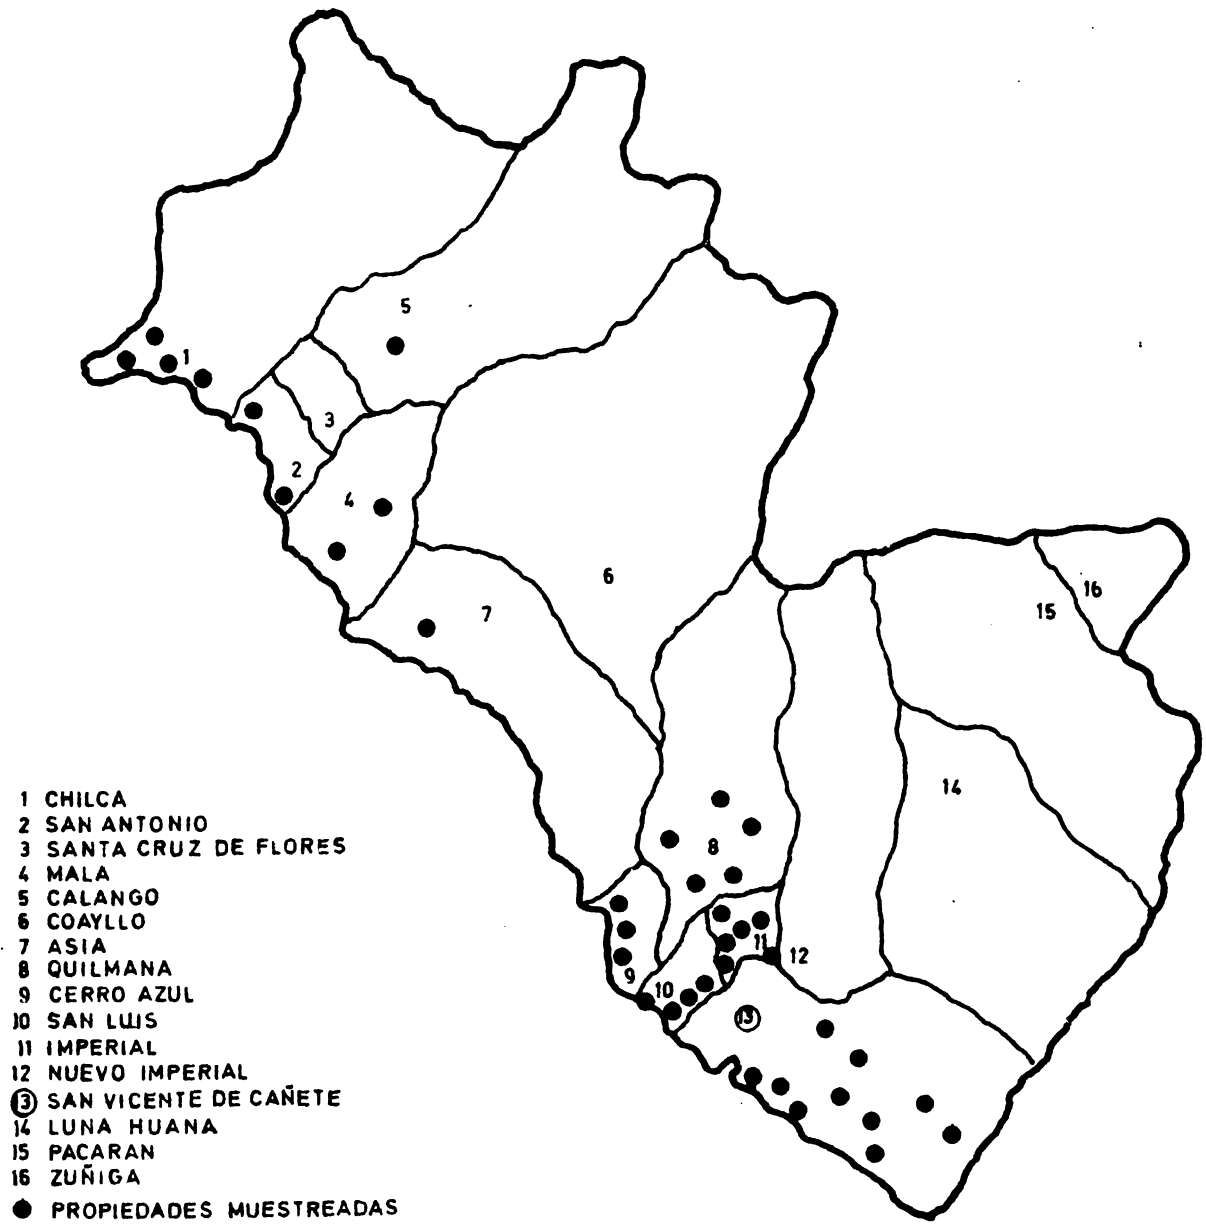 5
1
3
2
4
6
7
16
15
14
8
11
12
9
10
13
1 CHILCA
2 SAN ANTONIO
3 SANTA CRUZ DE FLORES
4 MALA
5 CALANGO
6 COAYLLO
7 ASIA
8 QUILMANA
9 CERRO AZUL
10 SAN LUIS
11 IMPERIAL
12 NUEVO IMPERIAL
13 SAN VICENTE DE CAÑETE
14 LUNA HUANA
15 PACARAN
16 ZUÑIGA
● PROPIEDADES MUESTREADAS